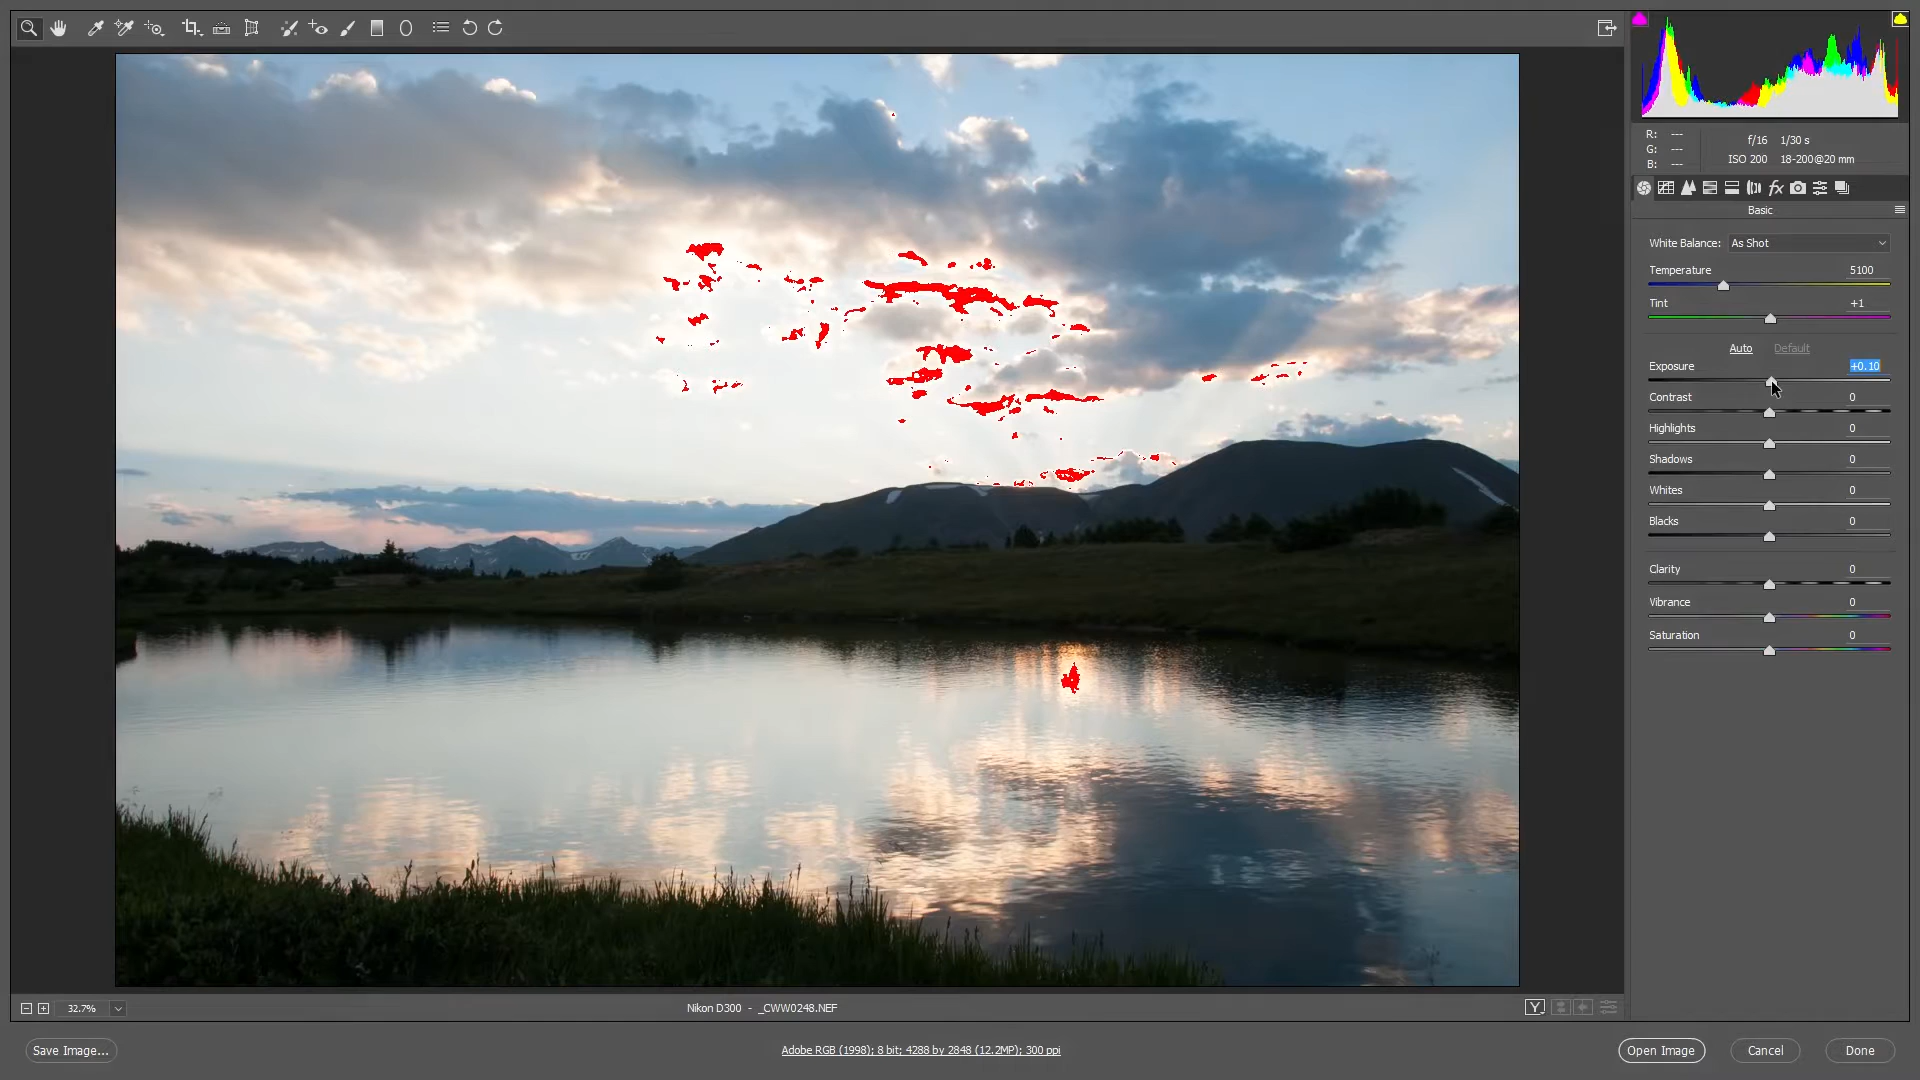 R: ---
G: ---
B: ---
f/16 1/30 s
ISO 200 18-200@20 mm
fx
Basic
White Balance: As Shot
Temperature 5100
Tint +1
Auto Default
Exposure +0.10
Contrast 0
Highlights 0
Shadows 0
Whites 0
Blacks 0
Clarity 0
Vibrance 0
Saturation 0
32.7%
Nikon D300 - _CWW0248.NEF
Y
Save Image...
Adobe RGB (1998); 8 bit; 4288 by 2848 (12.2MP); 300 ppi
Open Image
Cancel
Done